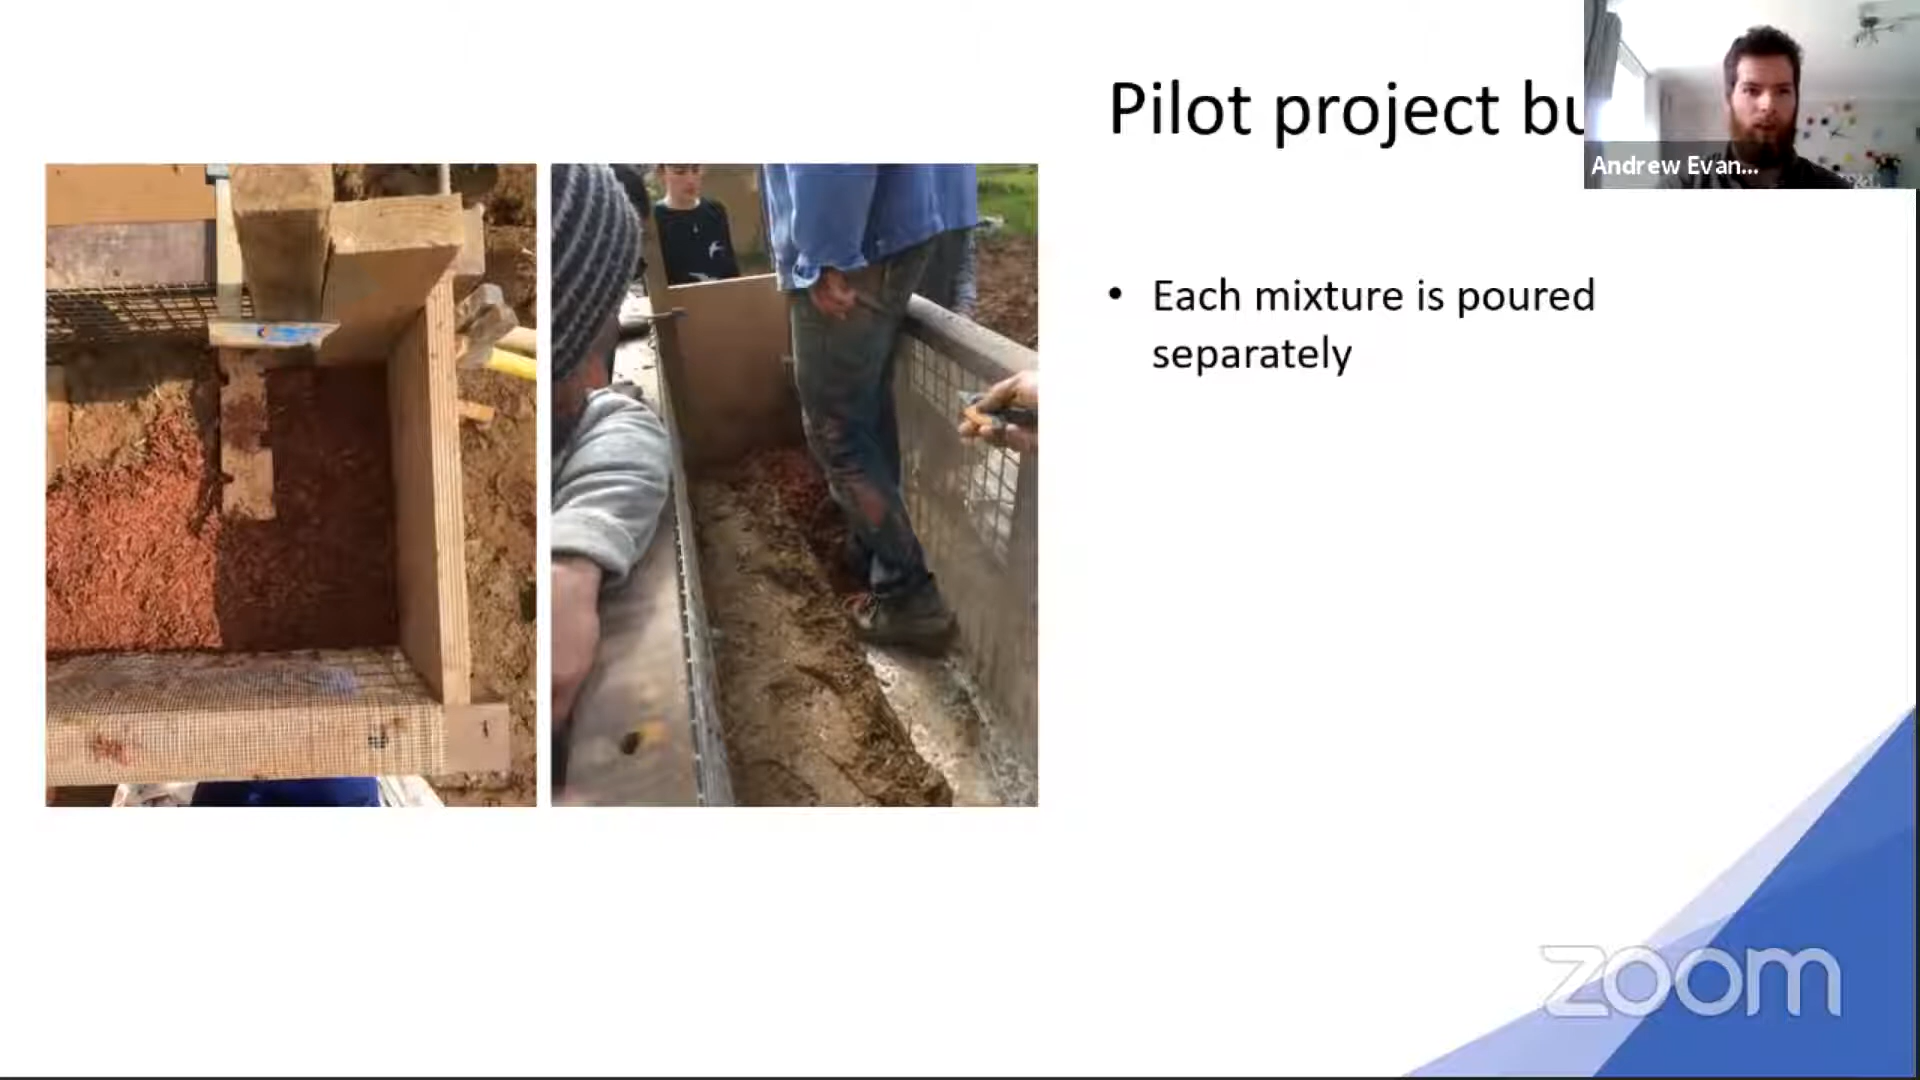 Pilot project bu
Andrew Evan...
• Each mixture is poured
separately
zoom